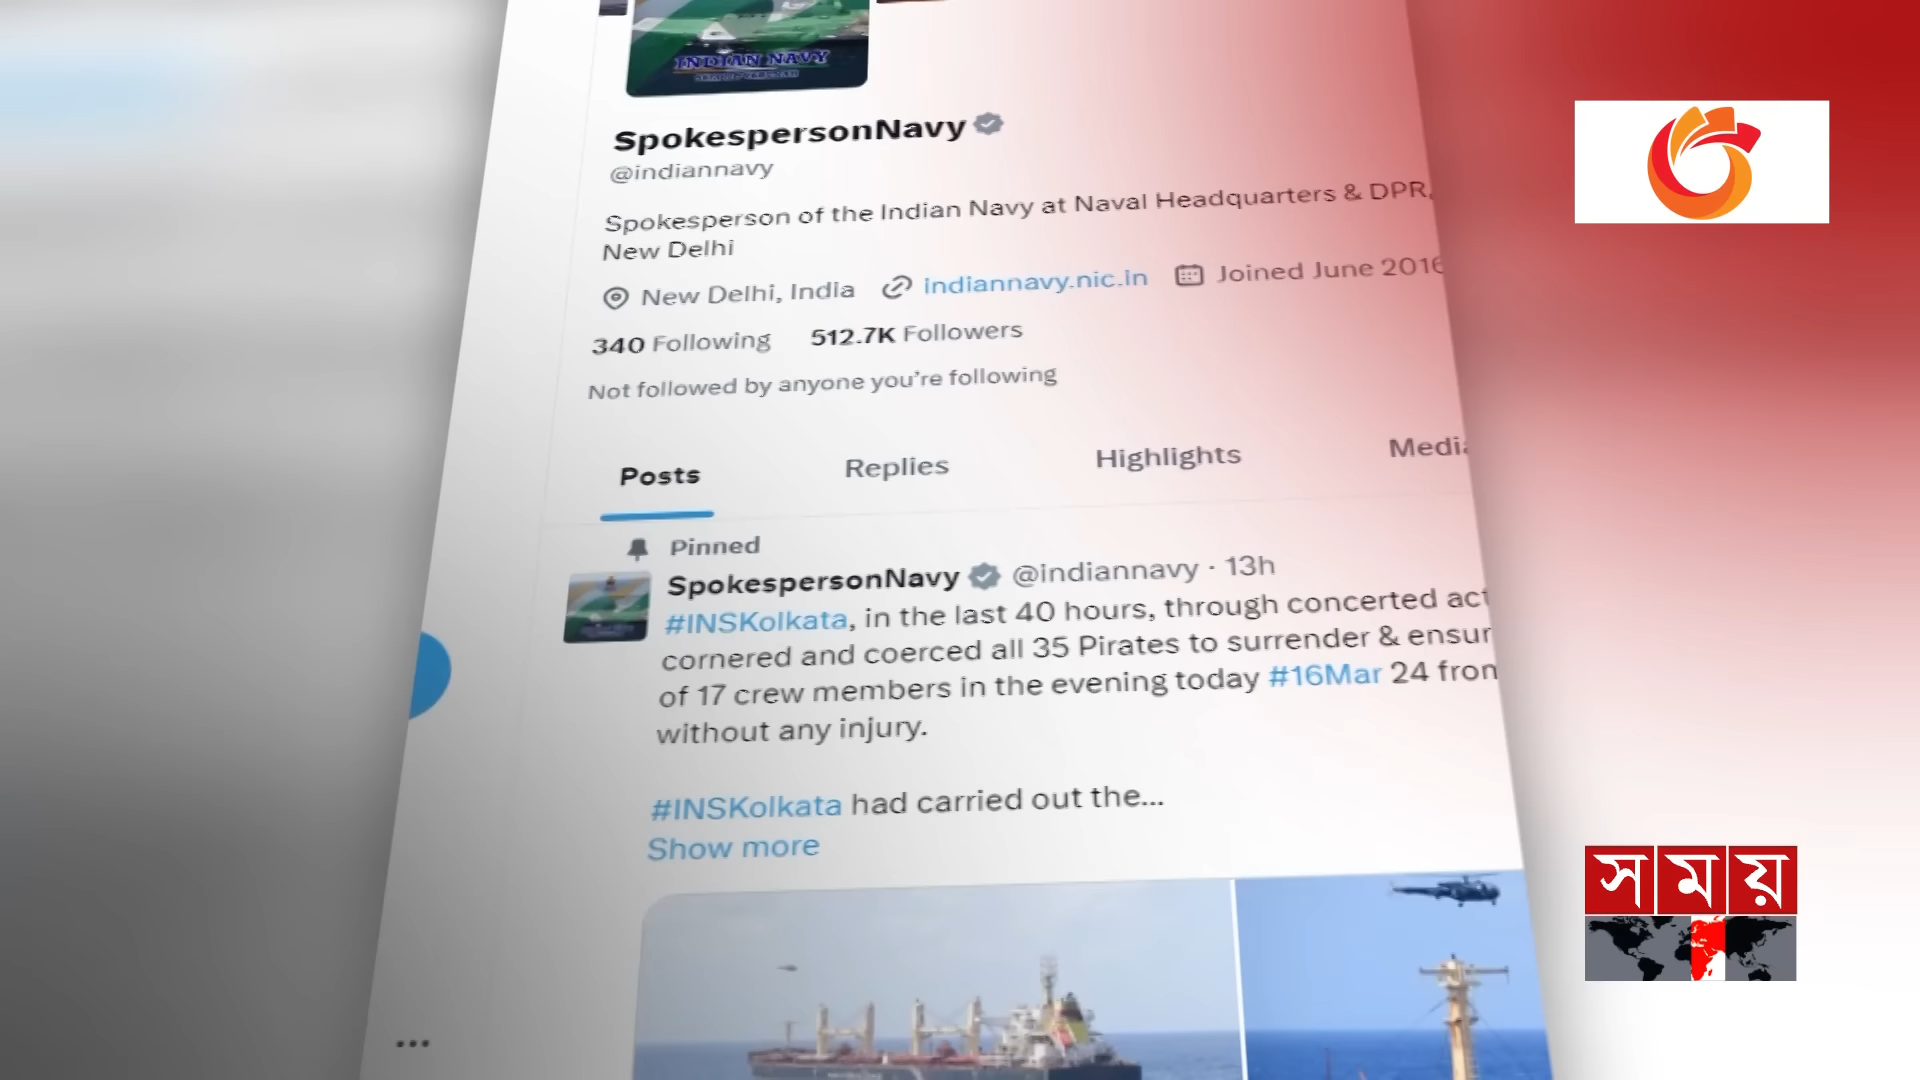 INDIAN NAVY
SpokespersonNavy
@indiannavy
Spokesperson of the Indian Navy at Naval Headquarters & DPR,
New Delhi
New Delhi, India indiannavy.nic.in Joined June 2016
340 Following 512.7K Followers
Not followed by anyone you're following
Posts Replies Highlights Media
Pinned
SpokespersonNavy @indiannavy · 13h
#INSKolkata, in the last 40 hours, through concerted act
cornered and coerced all 35 Pirates to surrender & ensur
of 17 crew members in the evening today #16Mar 24 from
without any injury.
#INSKolkata had carried out the...
Show more
সময়